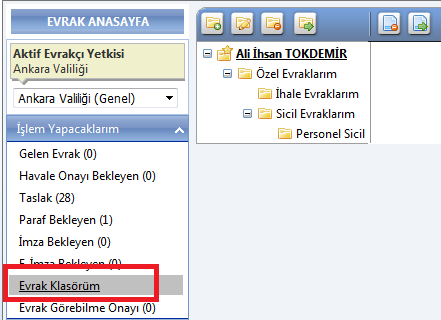 EVRAK ANASAYFA
Aktif Evrakçı Yetkisi
Ankara Valiliği
Ankara Valiliği (Genel)
İşlem Yapacaklarım
Gelen Evrak (0)
Havale Onayı Bekleyen (0)
Taslak (28)
Paraf Bekleyen (1)
İmza Bekleyen (0)
E-İmza Bekleyen (0)
Evrak Klasörüm
Evrak Görebilme Onayı (0)
Ali İhsan TOKDEMİR
Özel Evraklarım
İhale Evraklarım
Sicil Evraklarım
Personel Sicil